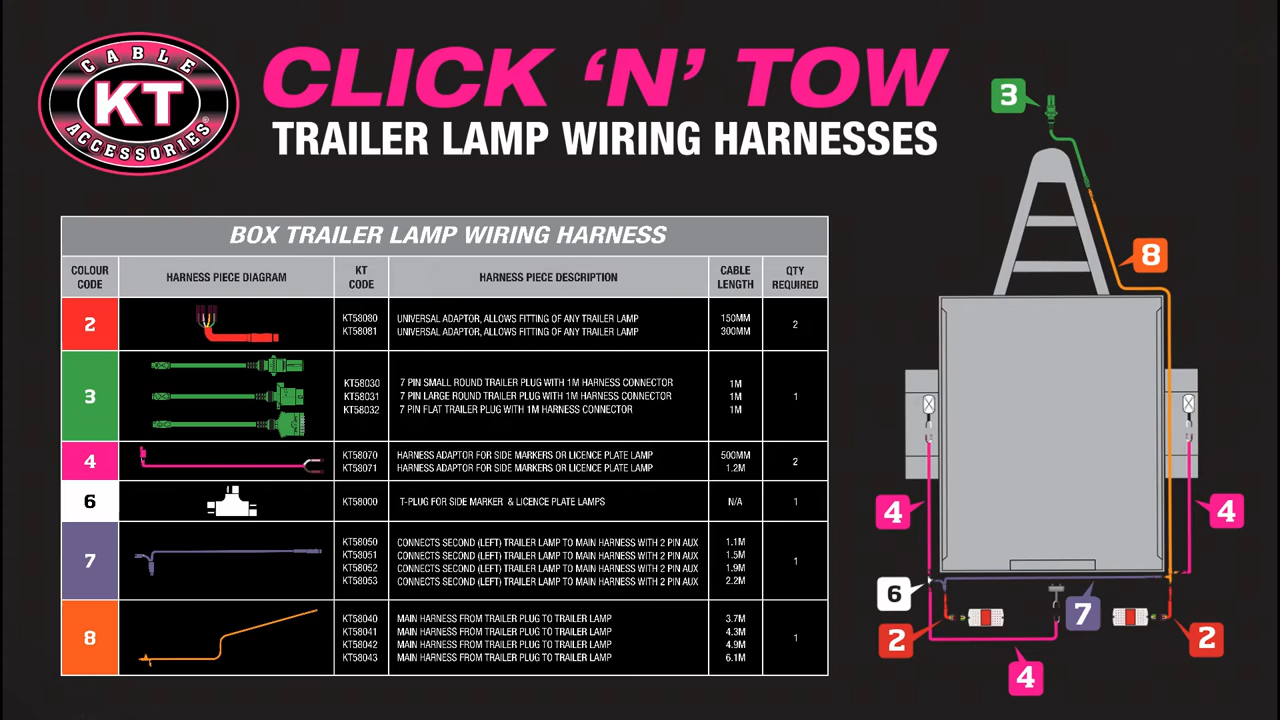 CABLE
KT
ACCESSORIES®
CLICK ‘N’ TOW
TRAILER LAMP WIRING HARNESSES
BOX TRAILER LAMP WIRING HARNESS
COLOUR CODE
HARNESS PIECE DIAGRAM
KT CODE
HARNESS PIECE DESCRIPTION
CABLE LENGTH
QTY REQUIRED
2
KT58080 UNIVERSAL ADAPTOR, ALLOWS FITTING OF ANY TRAILER LAMP 150MM
KT58081 UNIVERSAL ADAPTOR, ALLOWS FITTING OF ANY TRAILER LAMP 300MM
2
3
KT58030 7 PIN SMALL ROUND TRAILER PLUG WITH 1M HARNESS CONNECTOR 1M
KT58031 7 PIN LARGE ROUND TRAILER PLUG WITH 1M HARNESS CONNECTOR 1M
KT58032 7 PIN FLAT TRAILER PLUG WITH 1M HARNESS CONNECTOR 1M
1
4
KT58070 HARNESS ADAPTOR FOR SIDE MARKERS OR LICENCE PLATE LAMP 500MM
KT58071 HARNESS ADAPTOR FOR SIDE MARKERS OR LICENCE PLATE LAMP 1.2M
2
6
KT58000 T-PLUG FOR SIDE MARKER & LICENCE PLATE LAMPS N/A
1
7
KT58050 CONNECTS SECOND (LEFT) TRAILER LAMP TO MAIN HARNESS WITH 2 PIN AUX 1.1M
KT58051 CONNECTS SECOND (LEFT) TRAILER LAMP TO MAIN HARNESS WITH 2 PIN AUX 1.5M
KT58052 CONNECTS SECOND (LEFT) TRAILER LAMP TO MAIN HARNESS WITH 2 PIN AUX 1.9M
KT58053 CONNECTS SECOND (LEFT) TRAILER LAMP TO MAIN HARNESS WITH 2 PIN AUX 2.2M
1
8
KT58040 MAIN HARNESS FROM TRAILER PLUG TO TRAILER LAMP 3.7M
KT58041 MAIN HARNESS FROM TRAILER PLUG TO TRAILER LAMP 4.3M
KT58042 MAIN HARNESS FROM TRAILER PLUG TO TRAILER LAMP 4.9M
KT58043 MAIN HARNESS FROM TRAILER PLUG TO TRAILER LAMP 6.1M
1
3
8
4
4
6
7
2
2
4